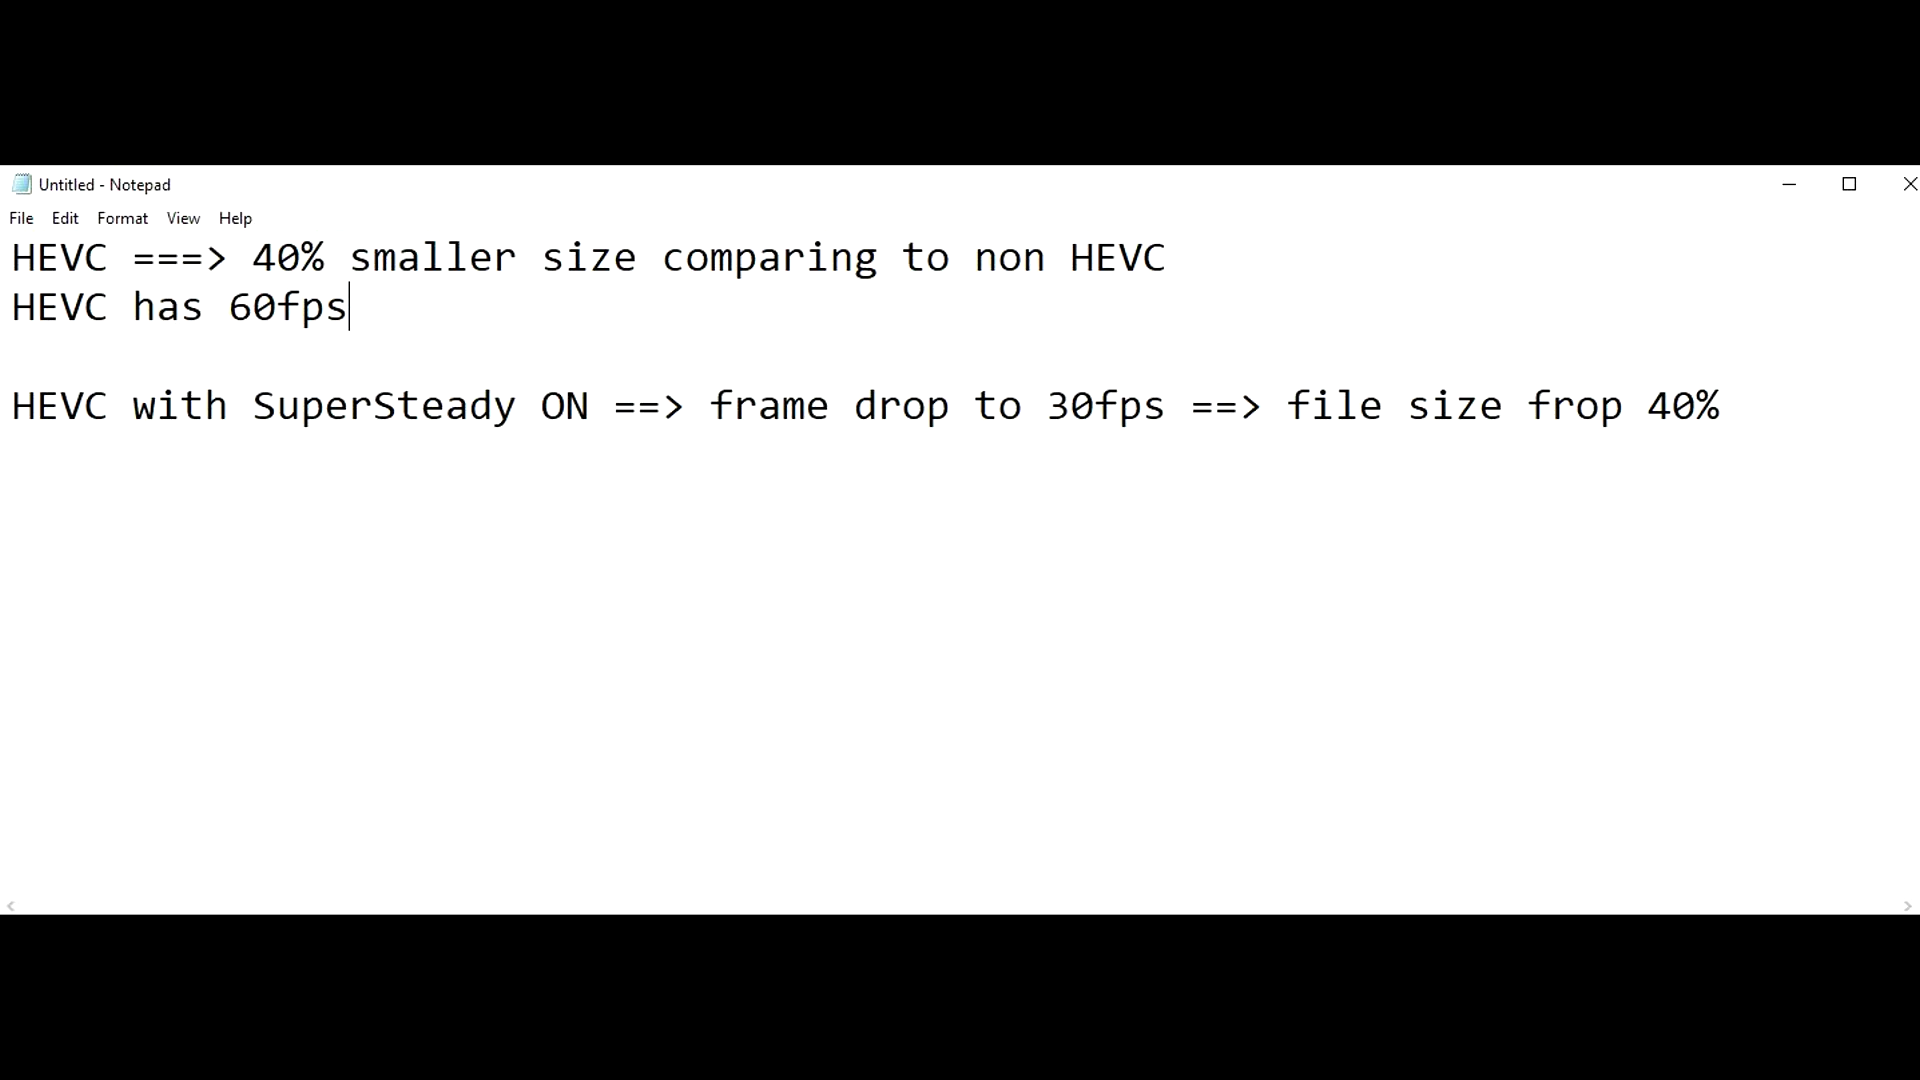 Untitled - Notepad
File Edit Format View Help
HEVC ===> 40% smaller size comparing to non HEVC
HEVC has 60fps
HEVC with SuperSteady ON ==> frame drop to 30fps ==> file size frop 40%